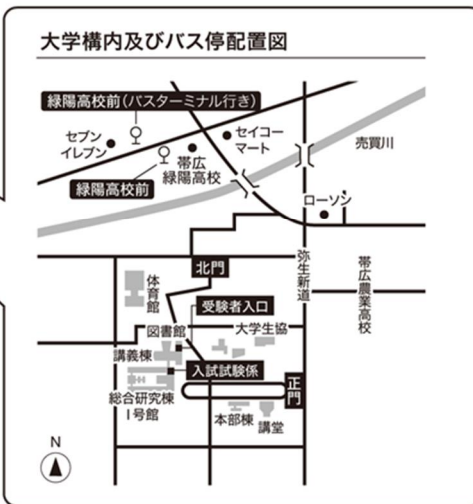 大学構内及びバス停配置図
緑陽高校前(バスターミナル行き)
セブン
イレブン
セイコー
マート
売買川
帯広
緑陽高校
緑陽高校前
ローソン
北門
弥生新道
帯広農業高校
体育館
受験者入口
図書館
大学生協
講義棟
入試試験係
総合研究棟
I号館
正門
本部棟
講堂
N